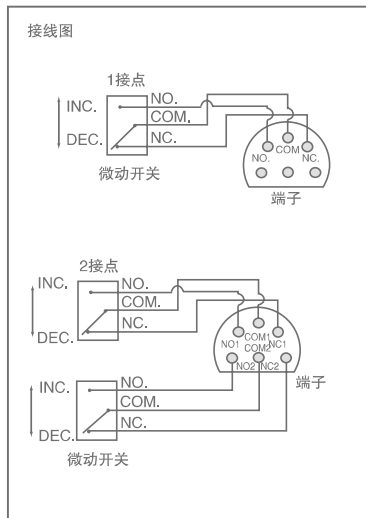 接线图
1接点
INC.
NO.
COM.
DEC.
NC.
微动开关
COM
NO.
NC.
端子
2接点
INC.
NO.
COM.
NC.
DEC.
COM1
NO1
COM2
NC1
NO2
NC2
端子
INC.
NO.
COM.
DEC.
NC.
微动开关